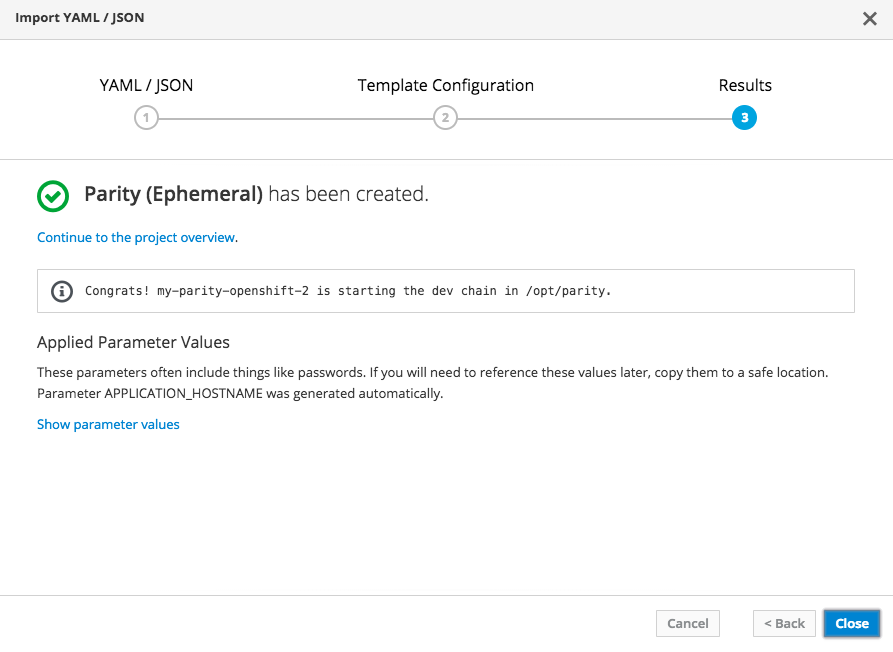 Import YAML / JSON
YAML / JSON
Template Configuration
Results
1
2
3
Parity (Ephemeral) has been created.
Continue to the project overview.
Congrats! my-parity-openshift-2 is starting the dev chain in /opt/parity.
Applied Parameter Values
These parameters often include things like passwords. If you will need to reference these values later, copy them to a safe location.
Parameter APPLICATION_HOSTNAME was generated automatically.
Show parameter values
Cancel
< Back
Close